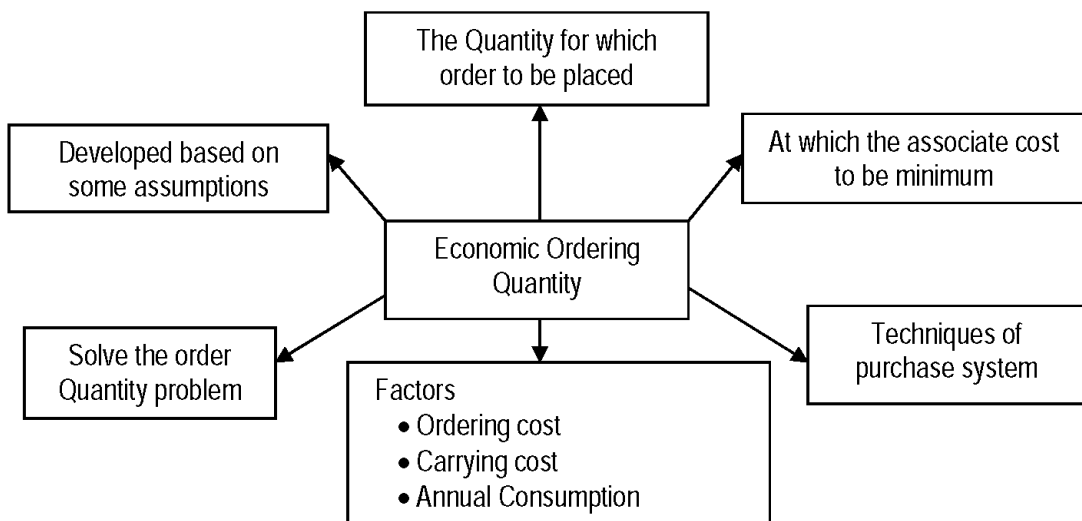 The Quantity for which
order to be placed
Developed based on
some assumptions
At which the associate cost
to be minimum
Economic Ordering
Quantity
Solve the order
Quantity problem
Techniques of
purchase system
Factors
• Ordering cost
• Carrying cost
• Annual Consumption